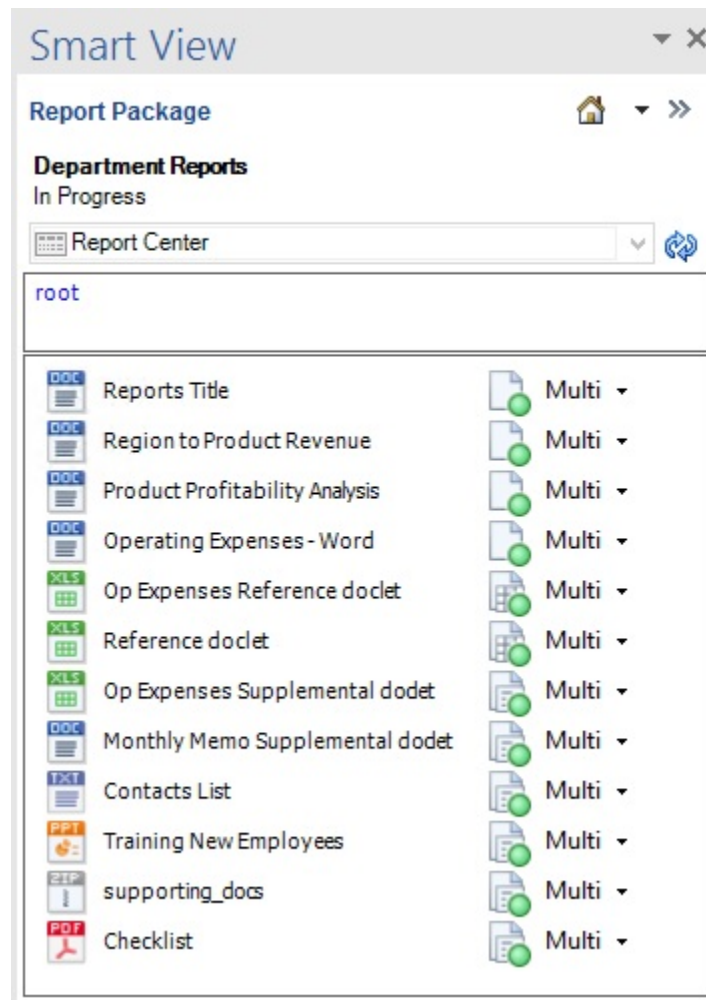 Smart View
Report Package
Department Reports
In Progress
Report Center
root
DOC Reports Title Multi
DOC Region to Product Revenue Multi
DOC Product Profitability Analysis Multi
DOC Operating Expenses - Word Multi
XLS Op Expenses Reference doclet Multi
XLS Reference doclet Multi
XLS Op Expenses Supplemental dodet Multi
DOC Monthly Memo Supplemental dodet Multi
TXT Contacts List Multi
PPT Training New Employees Multi
ZIP supporting_docs Multi
PDF Checklist Multi